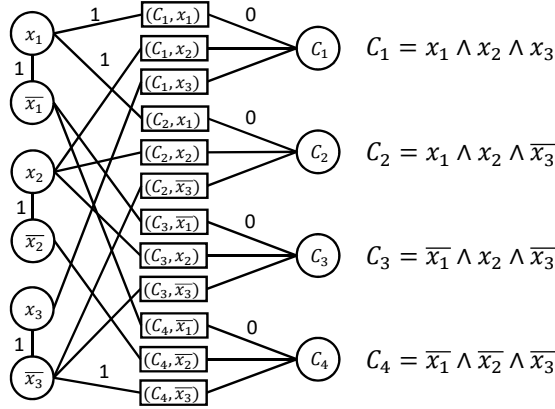 x₁ 1 (C₁, x₁) 0
1 (C₁, x₂) C₁ C₁ = x₁ ∧ x₂ ∧ x₃
1 (C₁, x₃)
x̅₁ (C₂, x₁) 0
x₂ (C₂, x₂) C₂ C₂ = x₁ ∧ x₂ ∧ x̅₃
(C₂, x̅₃)
1 (C₃, x̅₁) 0
x̅₂ (C₃, x₂) C₃ C₃ = x̅₁ ∧ x₂ ∧ x̅₃
(C₃, x̅₃)
x₃ (C₄, x̅₁) 0
1 (C₄, x̅₂) C₄ C₄ = x̅₁ ∧ x̅₂ ∧ x̅₃
x̅₃ 1 (C₄, x̅₃)